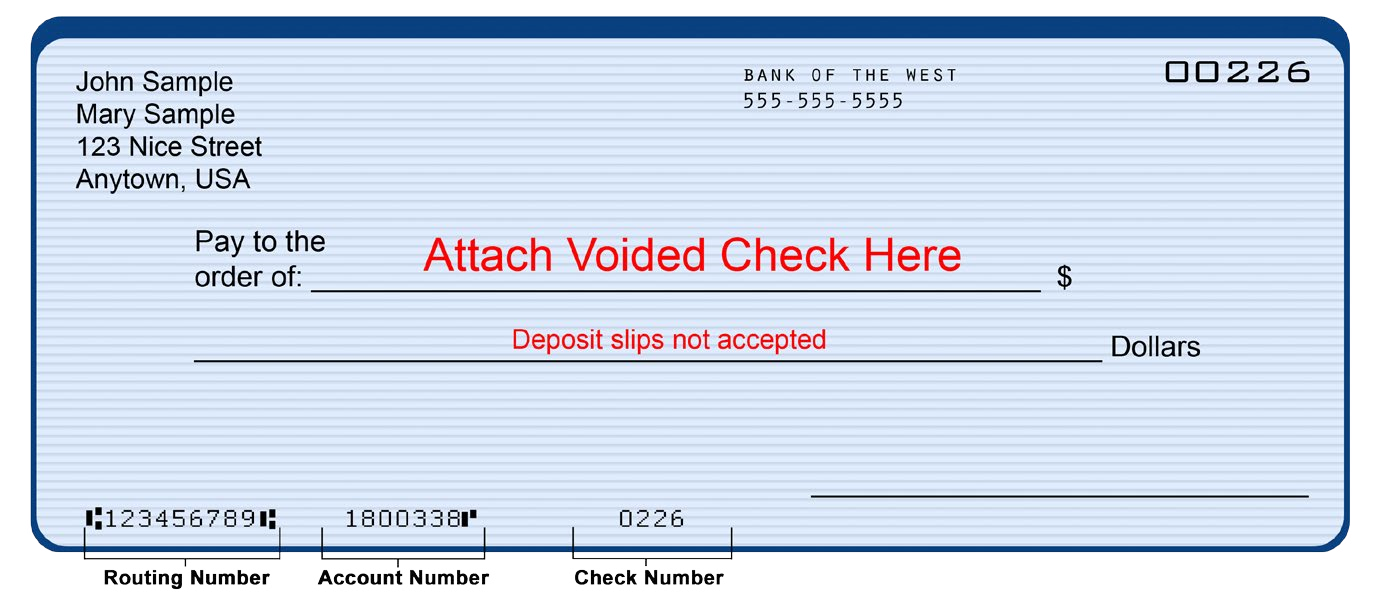 John Sample
Mary Sample
123 Nice Street
Anytown, USA
BANK OF THE WEST
555-555-5555
00226
Pay to the
order of: Attach Voided Check Here $
Deposit slips not accepted Dollars
⑆123456789⑆ 1800338⑈ 0226
Routing Number Account Number Check Number